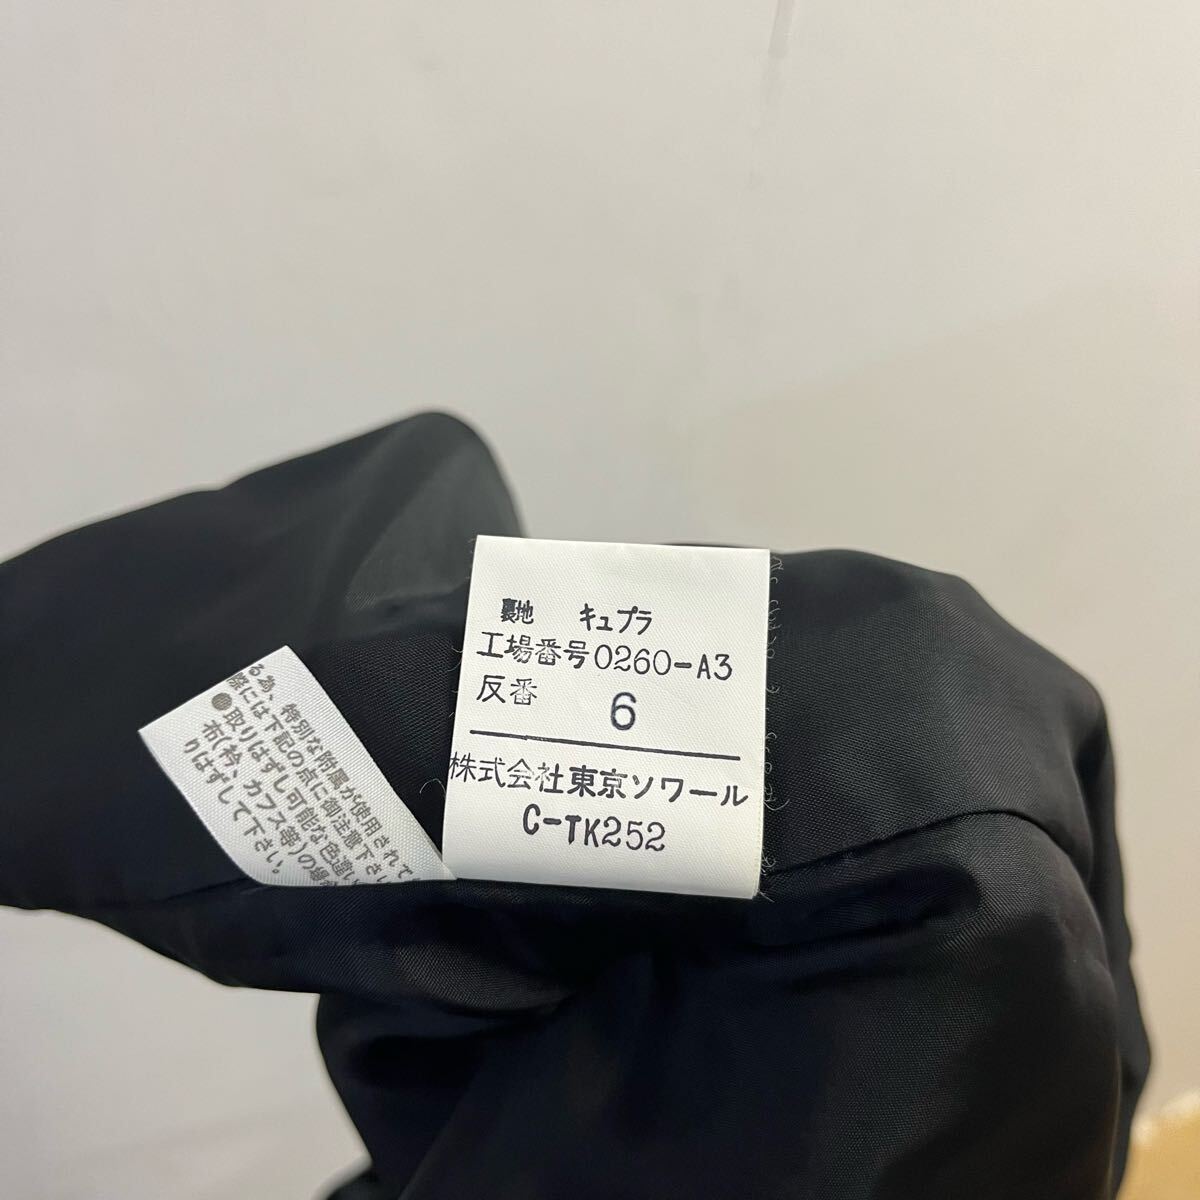 裏地 キュプラ
工場番号0260-A3
反番 6
株式会社東京ソワール
C-TK252
特別な附属が使用されて
る為、
際には下記の点に御注意下さい
●取りはずし可能な色違い
布(衿、カフス等)の場合
りはずして下さい。